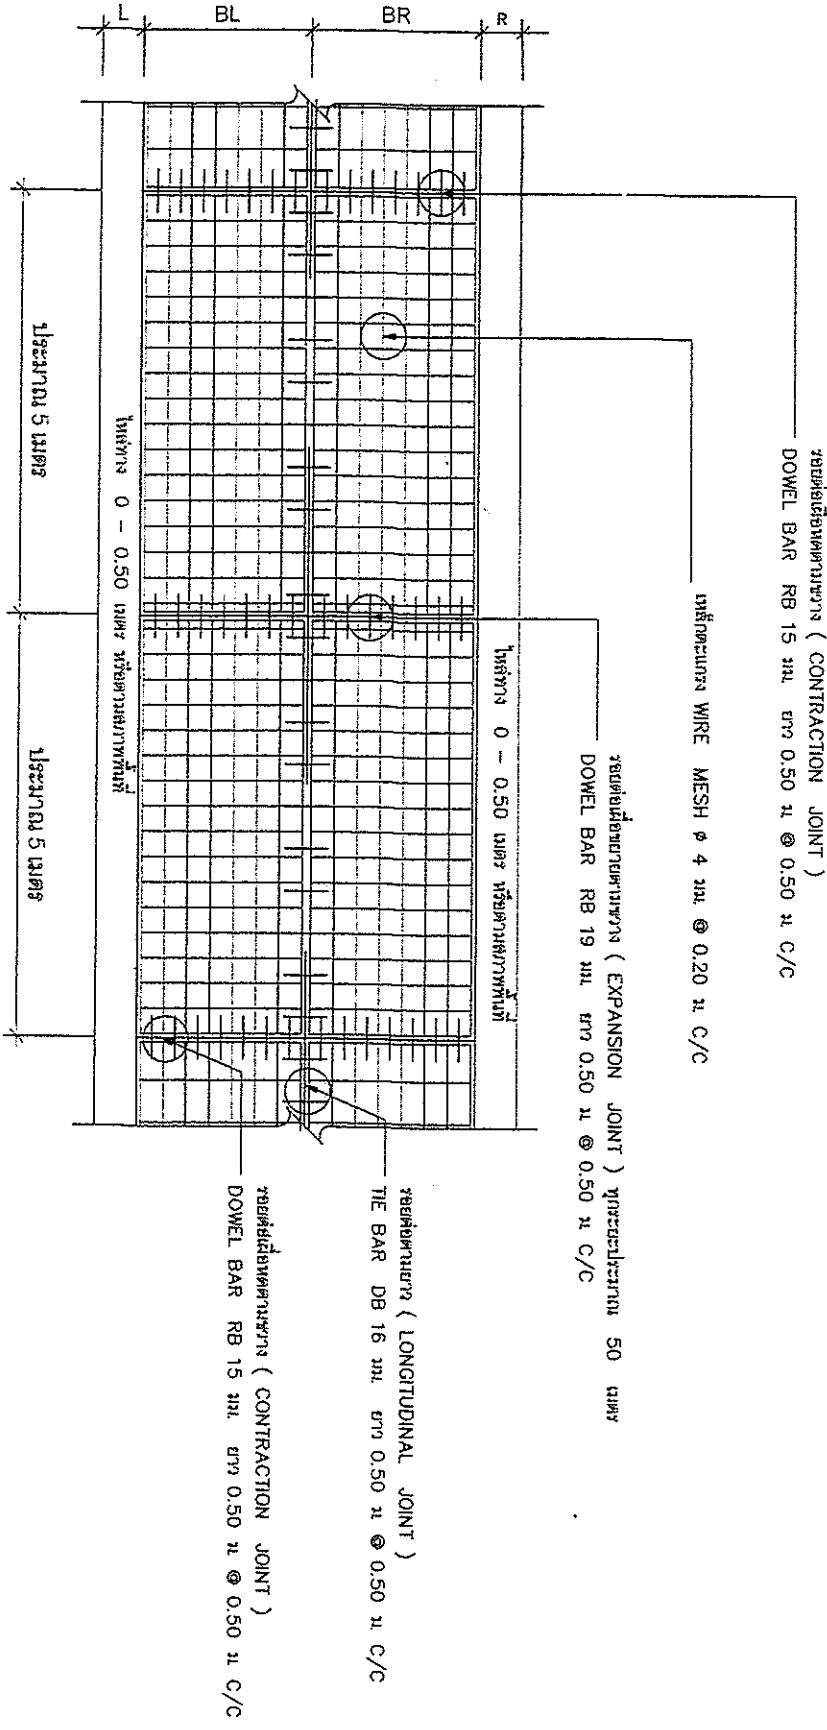 รอยต่อเผื่อหดตามขวาง ( CONTRACTION JOINT )
DOWEL BAR RB 15 มม. ยาว 0.50 ม @ 0.50 ม. C/C
เหล็กตะแกรง WIRE MESH φ 4 มม. @ 0.20 ม. C/C
รอยต่อเผื่อขยายตามขวาง ( EXPANSION JOINT ) ทุกระยะประมาณ 50 เมตร
DOWEL BAR RB 19 มม. ยาว 0.50 ม @ 0.50 ม C/C
R
ไหล่ทาง 0 - 0.50 เมตร หรือตามสภาพพื้นที่
BR
BL
L
รอยต่อตามยาว ( LONGITUDINAL JOINT )
TIE BAR DB 16 มม. ยาว 0.50 ม @ 0.50 ม. C/C
รอยต่อเผื่อหดตามขวาง ( CONTRACTION JOINT )
DOWEL BAR RB 15 มม. ยาว 0.50 ม @ 0.50 ม C/C
ไหล่ทาง 0 - 0.50 เมตร หรือตามสภาพพื้นที่
ประมาณ 5 เมตร
ประมาณ 5 เมตร